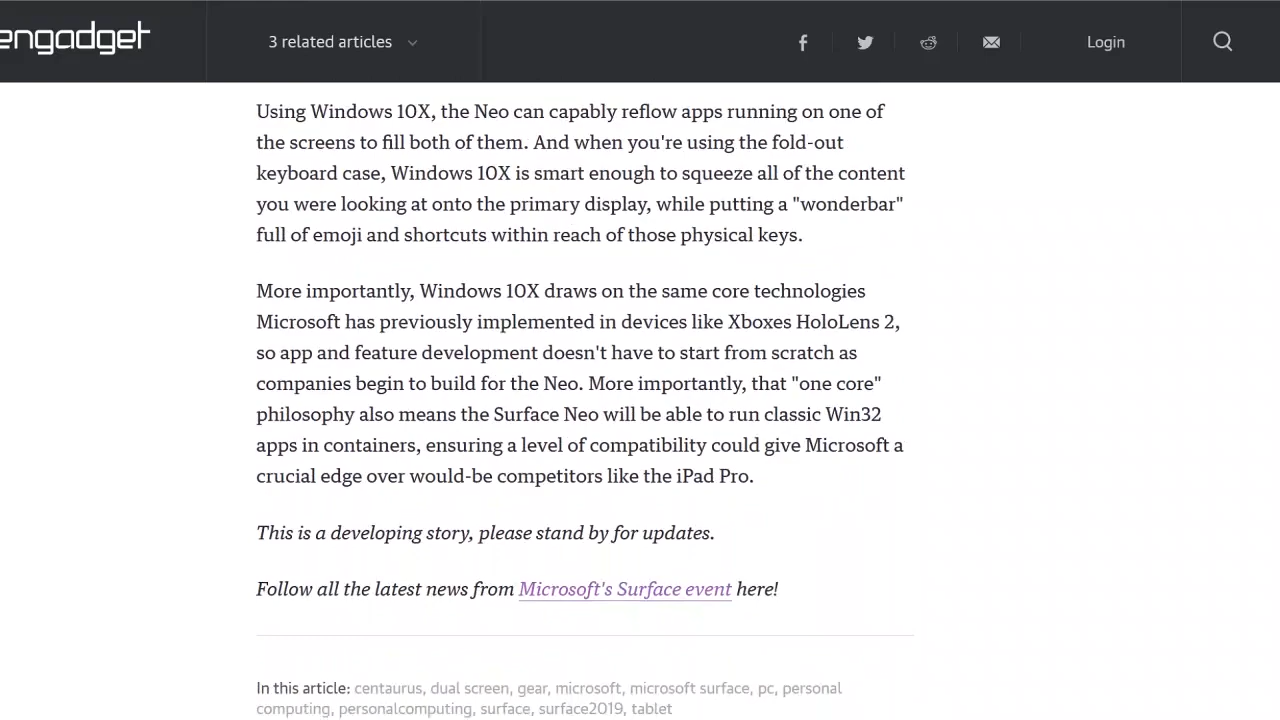 engadget
3 related articles
Login
Using Windows 10X, the Neo can capably reflow apps running on one of
the screens to fill both of them. And when you're using the fold-out
keyboard case, Windows 10X is smart enough to squeeze all of the content
you were looking at onto the primary display, while putting a "wonderbar"
full of emoji and shortcuts within reach of those physical keys.
More importantly, Windows 10X draws on the same core technologies
Microsoft has previously implemented in devices like Xboxes HoloLens 2,
so app and feature development doesn't have to start from scratch as
companies begin to build for the Neo. More importantly, that "one core"
philosophy also means the Surface Neo will be able to run classic Win32
apps in containers, ensuring a level of compatibility could give Microsoft a
crucial edge over would-be competitors like the iPad Pro.
This is a developing story, please stand by for updates.
Follow all the latest news from Microsoft's Surface event here!
In this article: centaurus, dual screen, gear, microsoft, microsoft surface, pc, personal
computing, personalcomputing, surface, surface2019, tablet